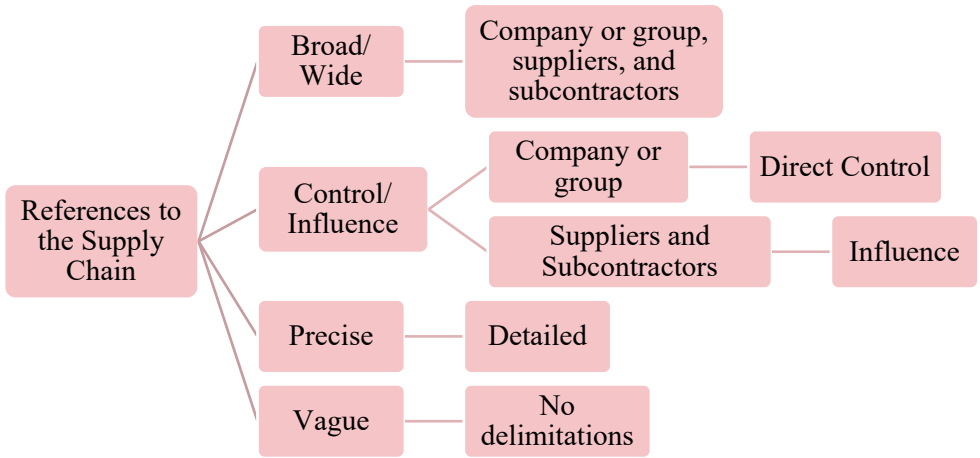 References to
the Supply
Chain
Broad/
Wide
Company or group,
suppliers, and
subcontractors
Control/
Influence
Company or
group
Direct Control
Suppliers and
Subcontractors
Influence
Precise
Detailed
Vague
No
delimitations